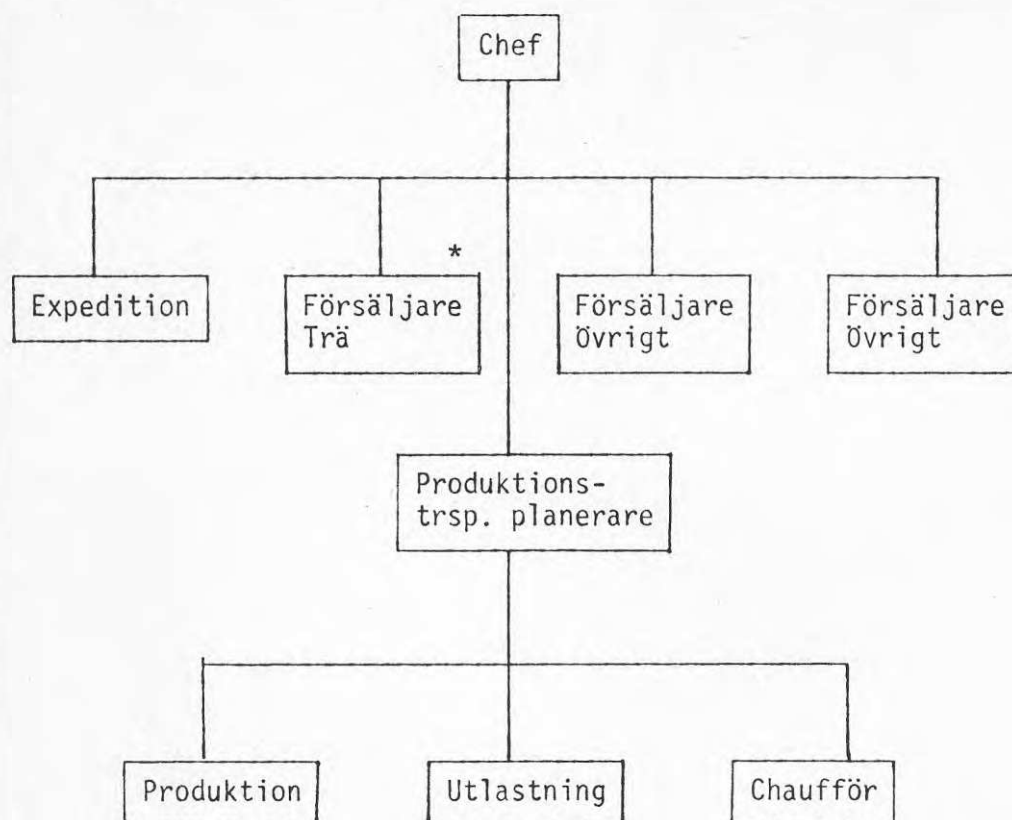 Chef
*
Expedition
Försäljare
Trä
Försäljare
Övrigt
Försäljare
Övrigt
Produktions-
trsp. planerare
Produktion
Utlastning
Chaufför